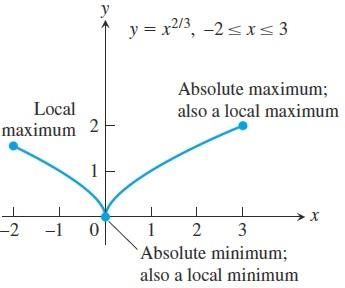 y
y = x^{2/3}, −2 ≤ x ≤ 3
Absolute maximum;
also a local maximum
Local
maximum
2
1
−2 −1 0 1 2 3 x
Absolute minimum;
also a local minimum